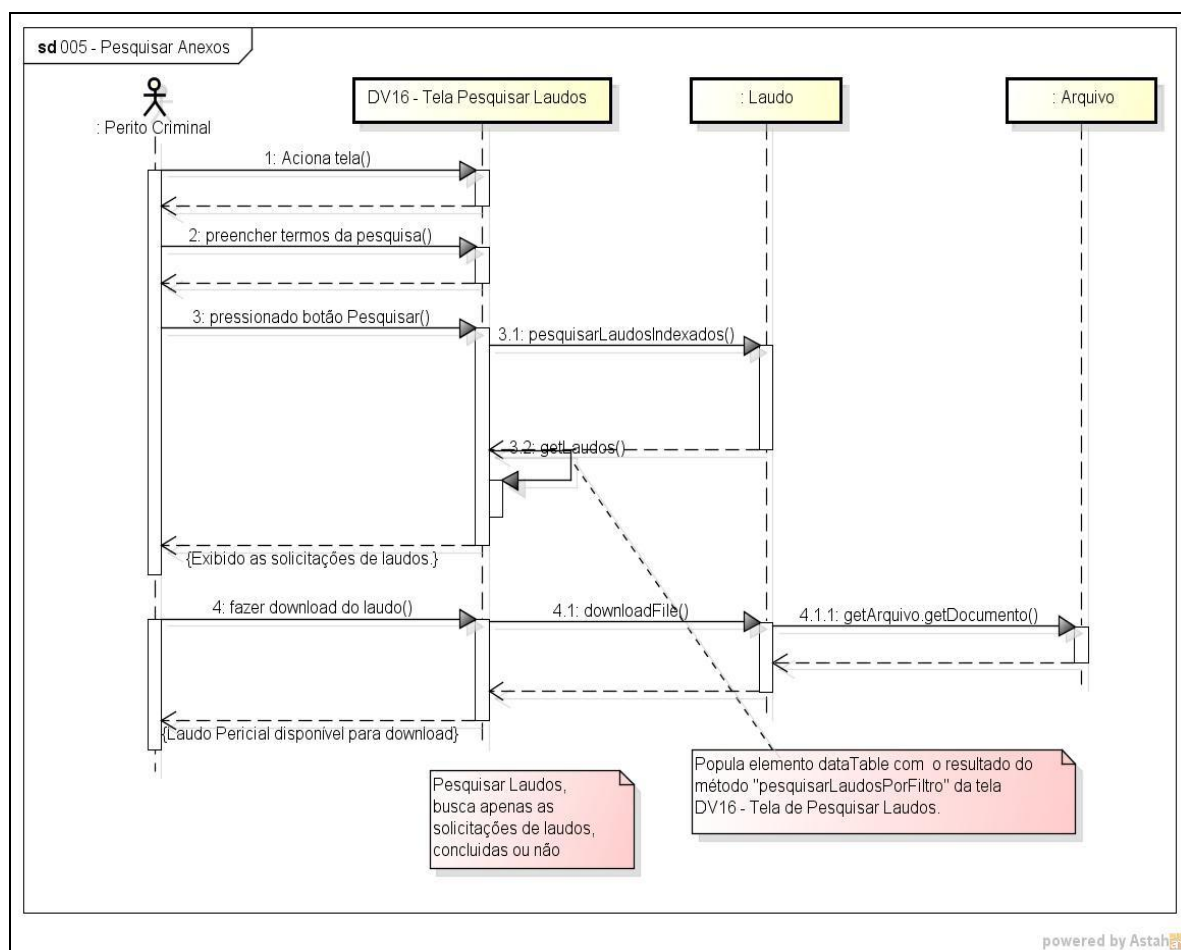 sd 005 - Pesquisar Anexos
: Perito Criminal
DV16 - Tela Pesquisar Laudos
: Laudo
: Arquivo
1: Aciona tela()
2: preencher termos da pesquisa()
3: pressionado botão Pesquisar()
3.1: pesquisarLaudosIndexados()
3.2: getLaudos()
{Exibido as solicitações de laudos.}
4: fazer download do laudo()
4.1: downloadFile()
4.1.1: getArquivo.getDocumento()
{Laudo Pericial disponível para download}
Pesquisar Laudos,
busca apenas as
solicitações de laudos,
concluidas ou não
Popula elemento dataTable com o resultado do
método "pesquisarLaudosPorFiltro" da tela
DV16 - Tela de Pesquisar Laudos.
powered by Astah